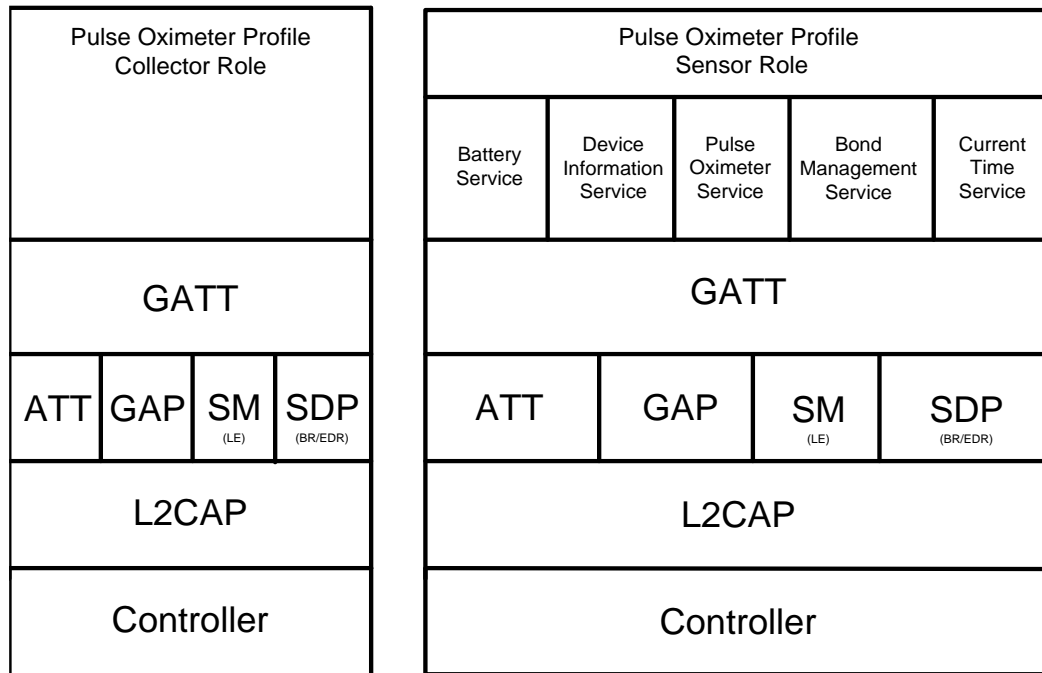 Pulse Oximeter Profile
Collector Role
GATT
ATT
GAP
SM
(LE)
SDP
(BR/EDR)
L2CAP
Controller
Pulse Oximeter Profile
Sensor Role
Battery
Service
Device
Information
Service
Pulse
Oximeter
Service
Bond
Management
Service
Current
Time
Service
GATT
ATT
GAP
SM
(LE)
SDP
(BR/EDR)
L2CAP
Controller